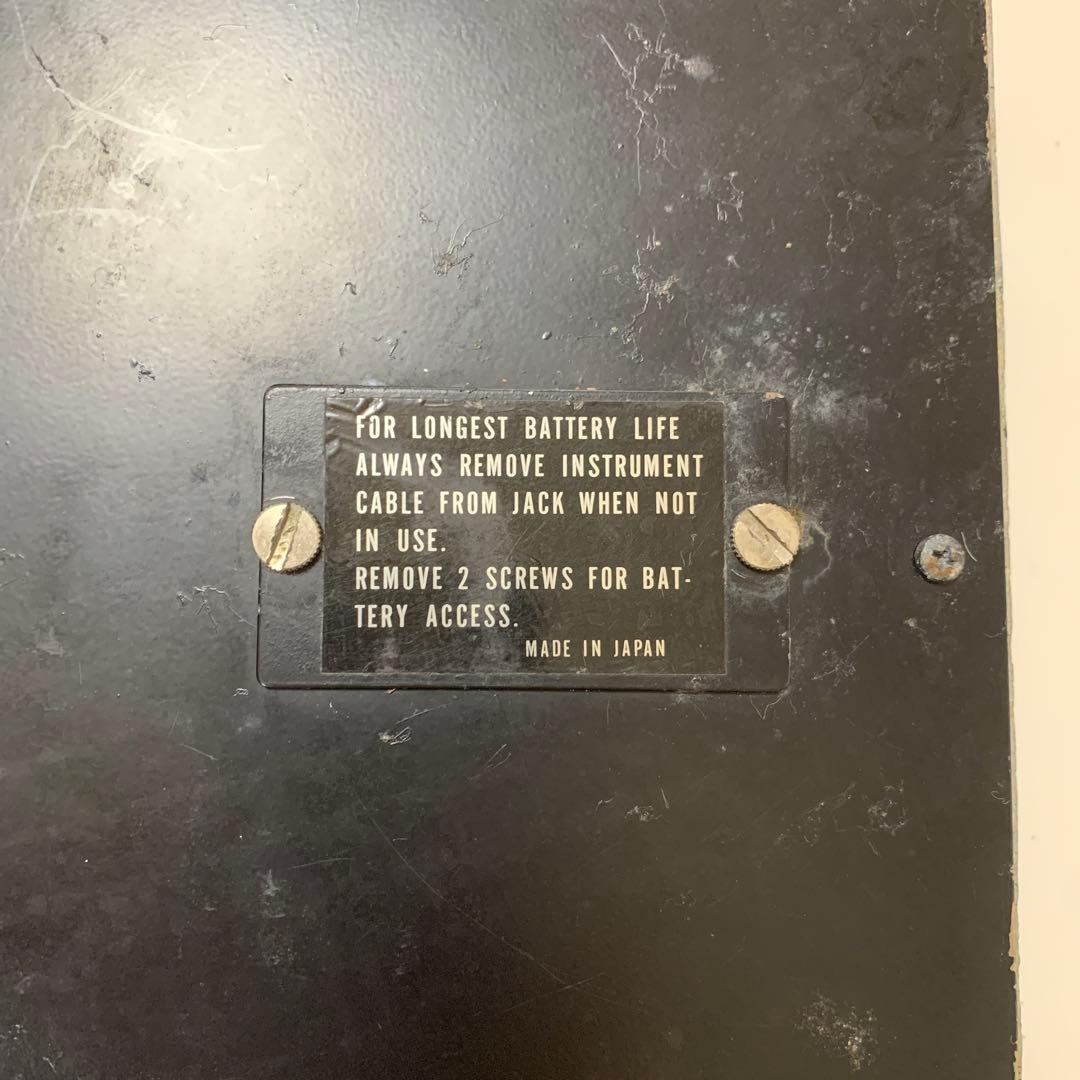 FOR LONGEST BATTERY LIFE
ALWAYS REMOVE INSTRUMENT
CABLE FROM JACK WHEN NOT
IN USE.
REMOVE 2 SCREWS FOR BAT-
TERY ACCESS.
MADE IN JAPAN